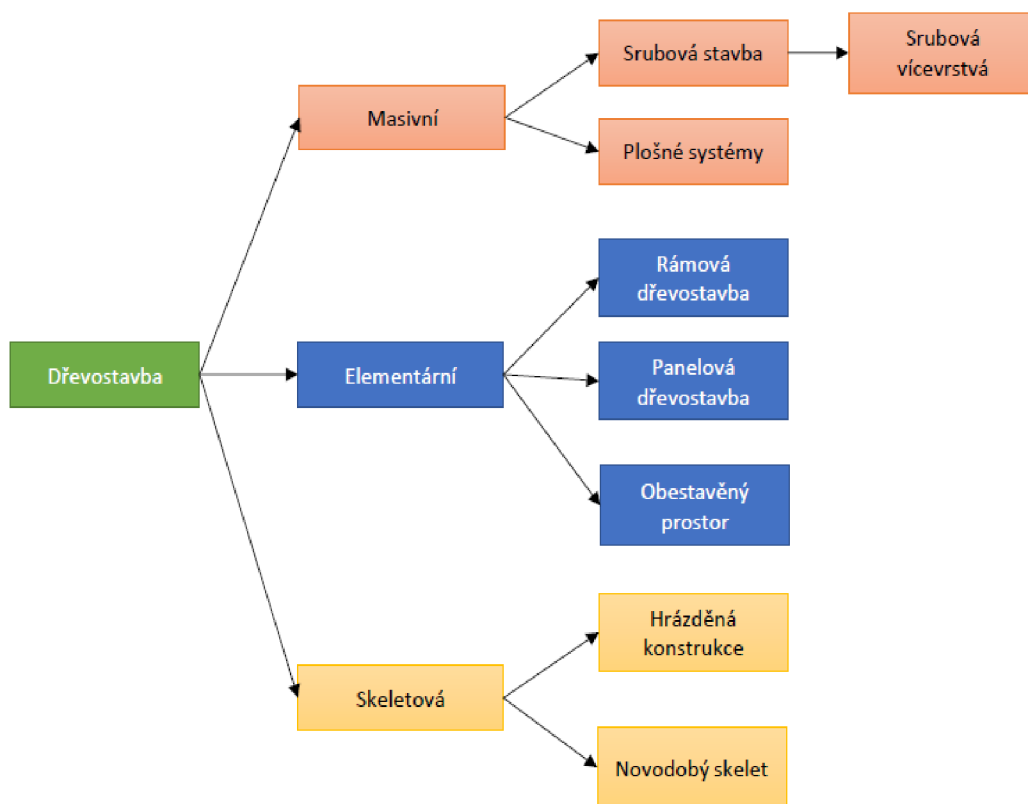 Srubová stavba
Srubová
vícevrstvá
Masivní
Plošné systémy
Rámová
dřevostavba
Dřevostavba
Elementární
Panelová
dřevostavba
Obestavěný
prostor
Hrázděná
konstrukce
Skeletová
Novodobý skelet